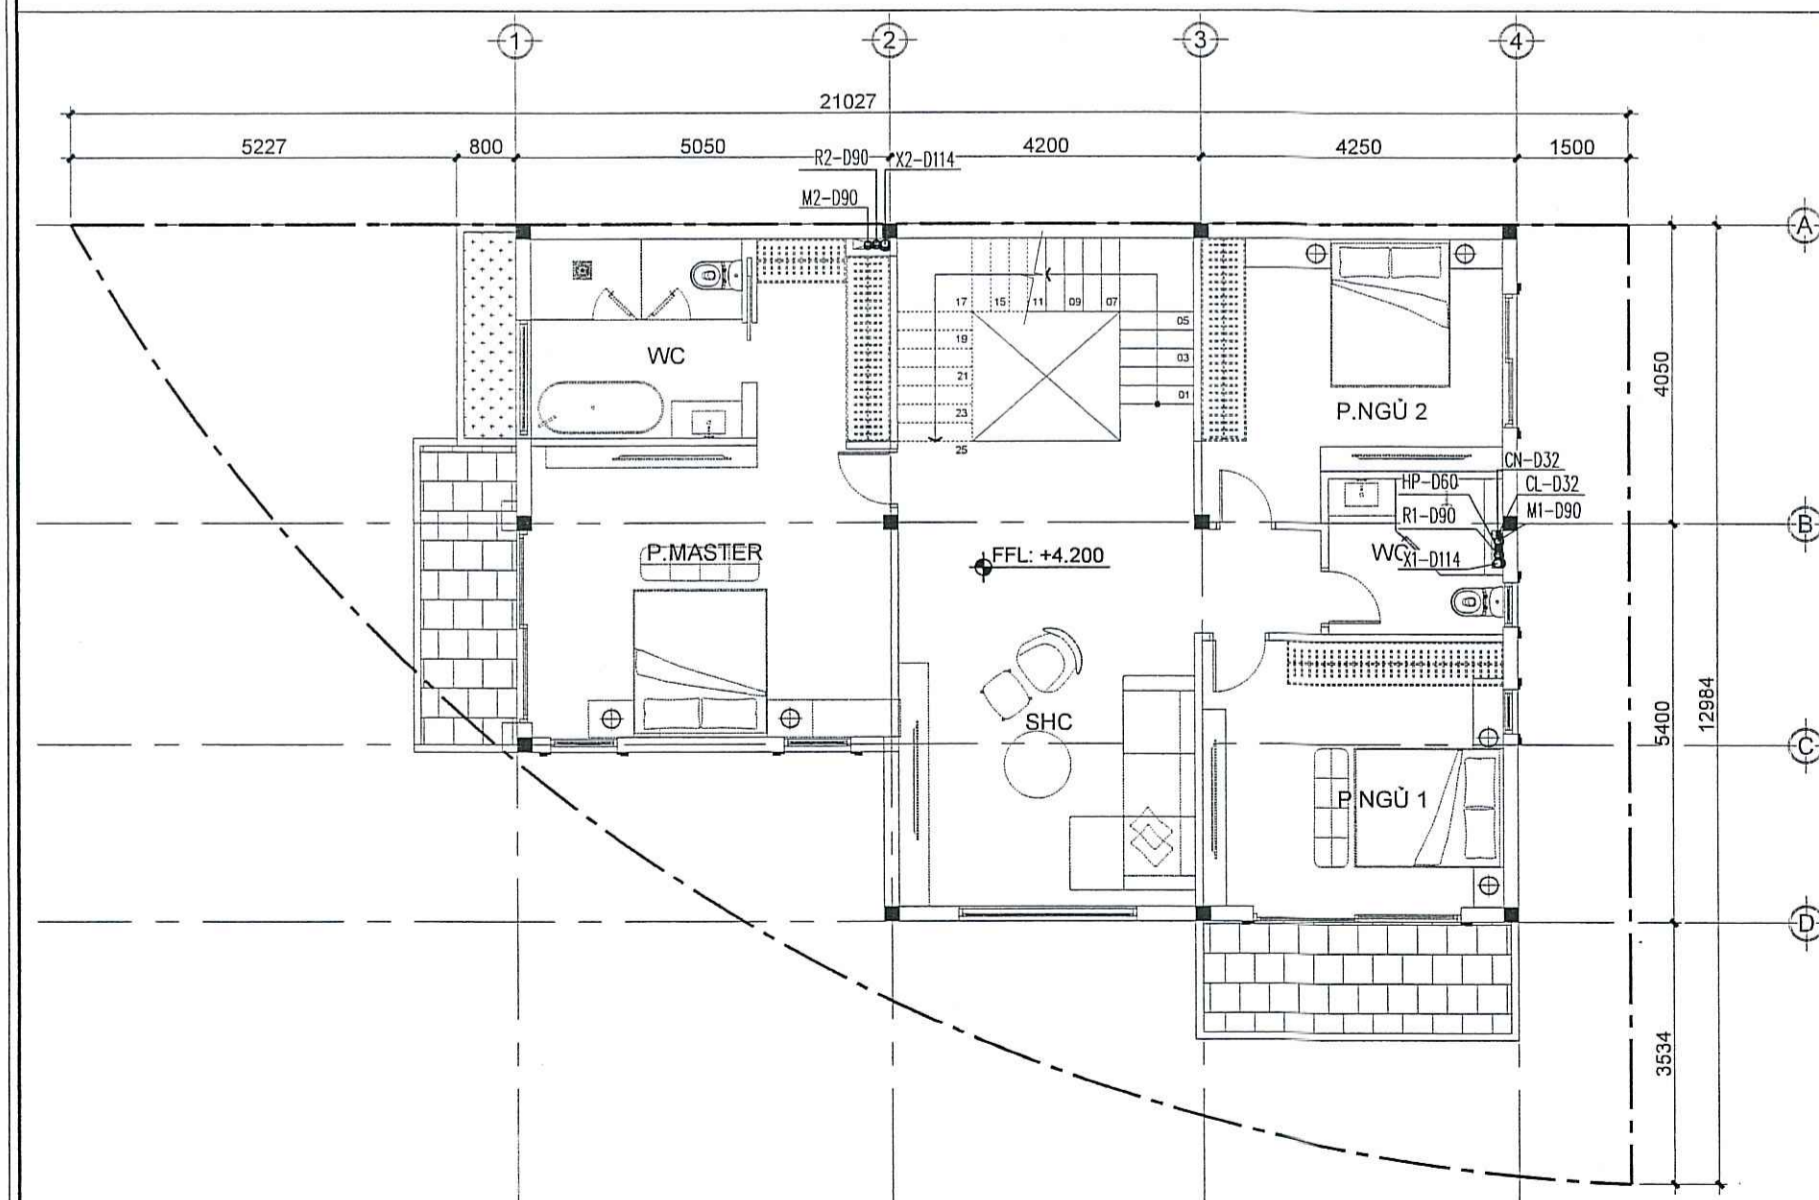 1 2 3 4
21027
5227 800 5050 4200 4250 1500
R2-D90 X2-D114
M2-D90
A
17 15 11 09 07
05
19
03
WC
21
4050
01
23
P.NGỦ 2
25
CN-D32
HP-D60 CL-D32
R1-D90 M1-D90
B
P.MASTER FFL: +4.200 WC X1-D114
SHC
5400 12984
C
P.NGỦ 1
D
3534